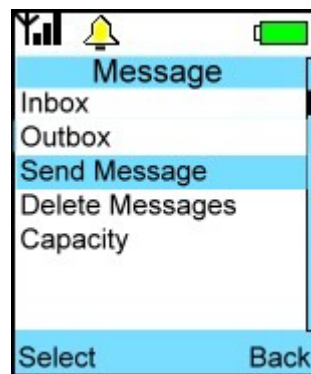 Message
Inbox
Outbox
Send Message
Delete Messages
Capacity
Select Back